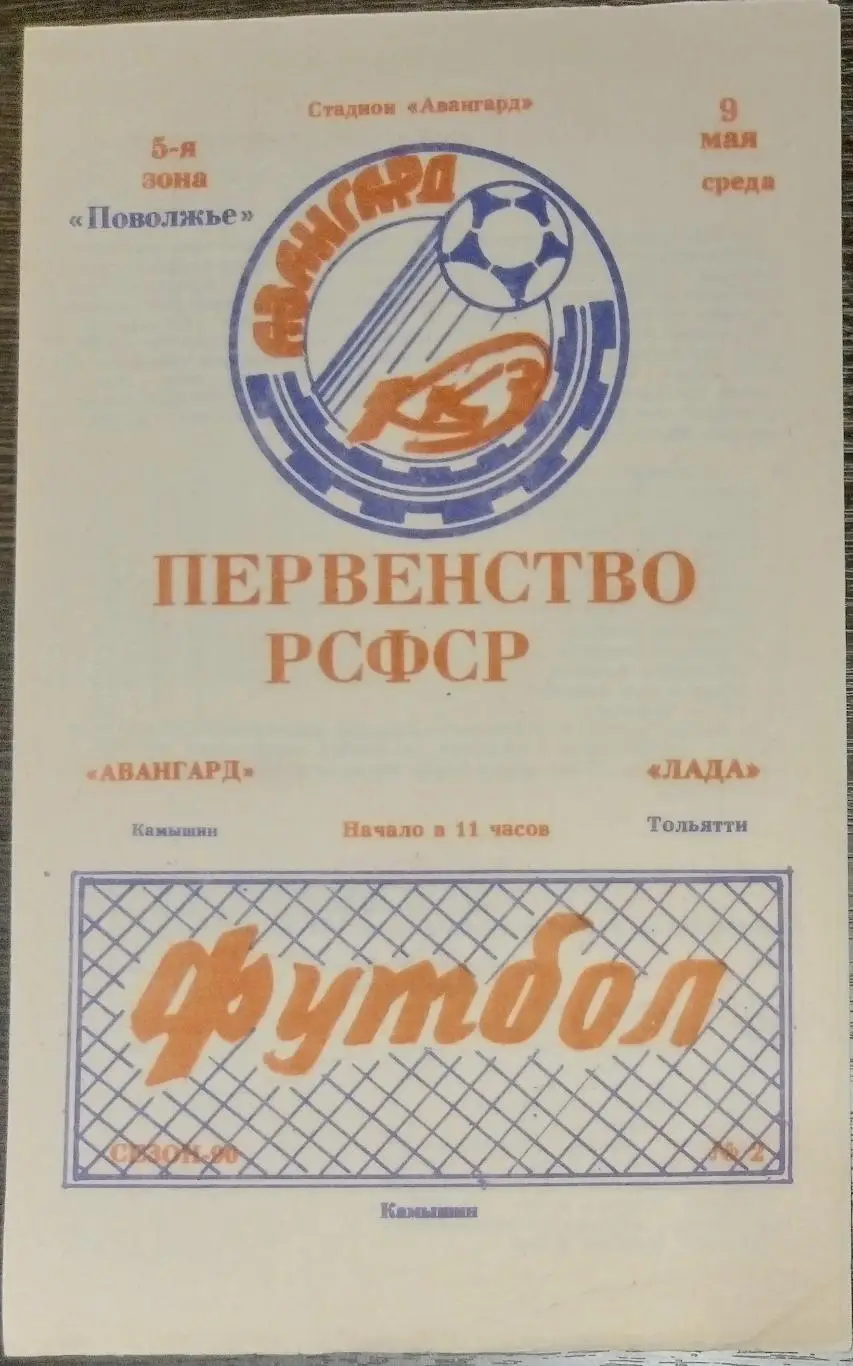 Стадион «Авангард»
5-я
зона
«Поволжье»
9
мая
среда
АВАНГАРД
ККЗ
ПЕРВЕНСТВО
РСФСР
«АВАНГАРД»
«ЛАДА»
Камышин
Начало в 11 часов
Тольятти
Футбол
СЕЗОН-90
№ 2
Камышин